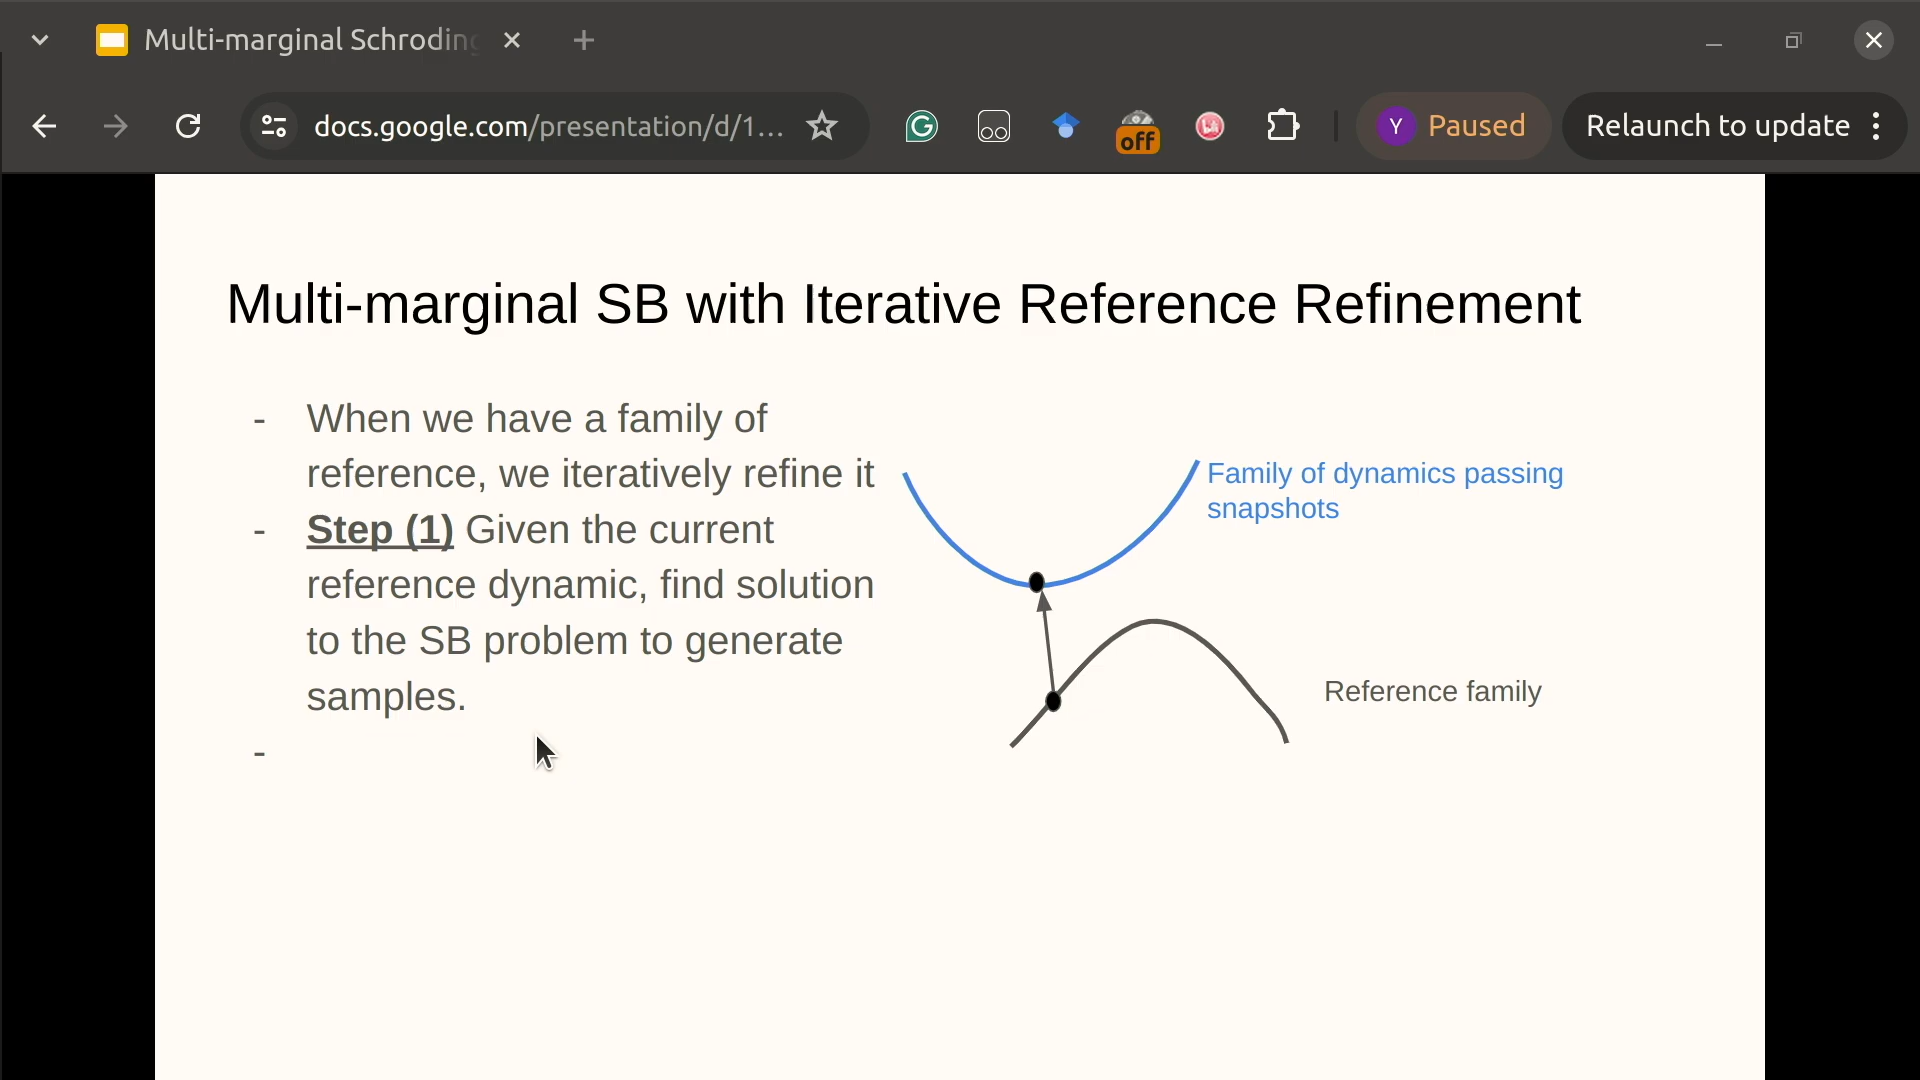 Multi-marginal Schroding
docs.google.com/presentation/d/1...
off
Y
Paused
Relaunch to update
Multi-marginal SB with Iterative Reference Refinement
- When we have a family of
reference, we iteratively refine it
- Step (1) Given the current
reference dynamic, find solution
to the SB problem to generate
samples.
-
Family of dynamics passing
snapshots
Reference family